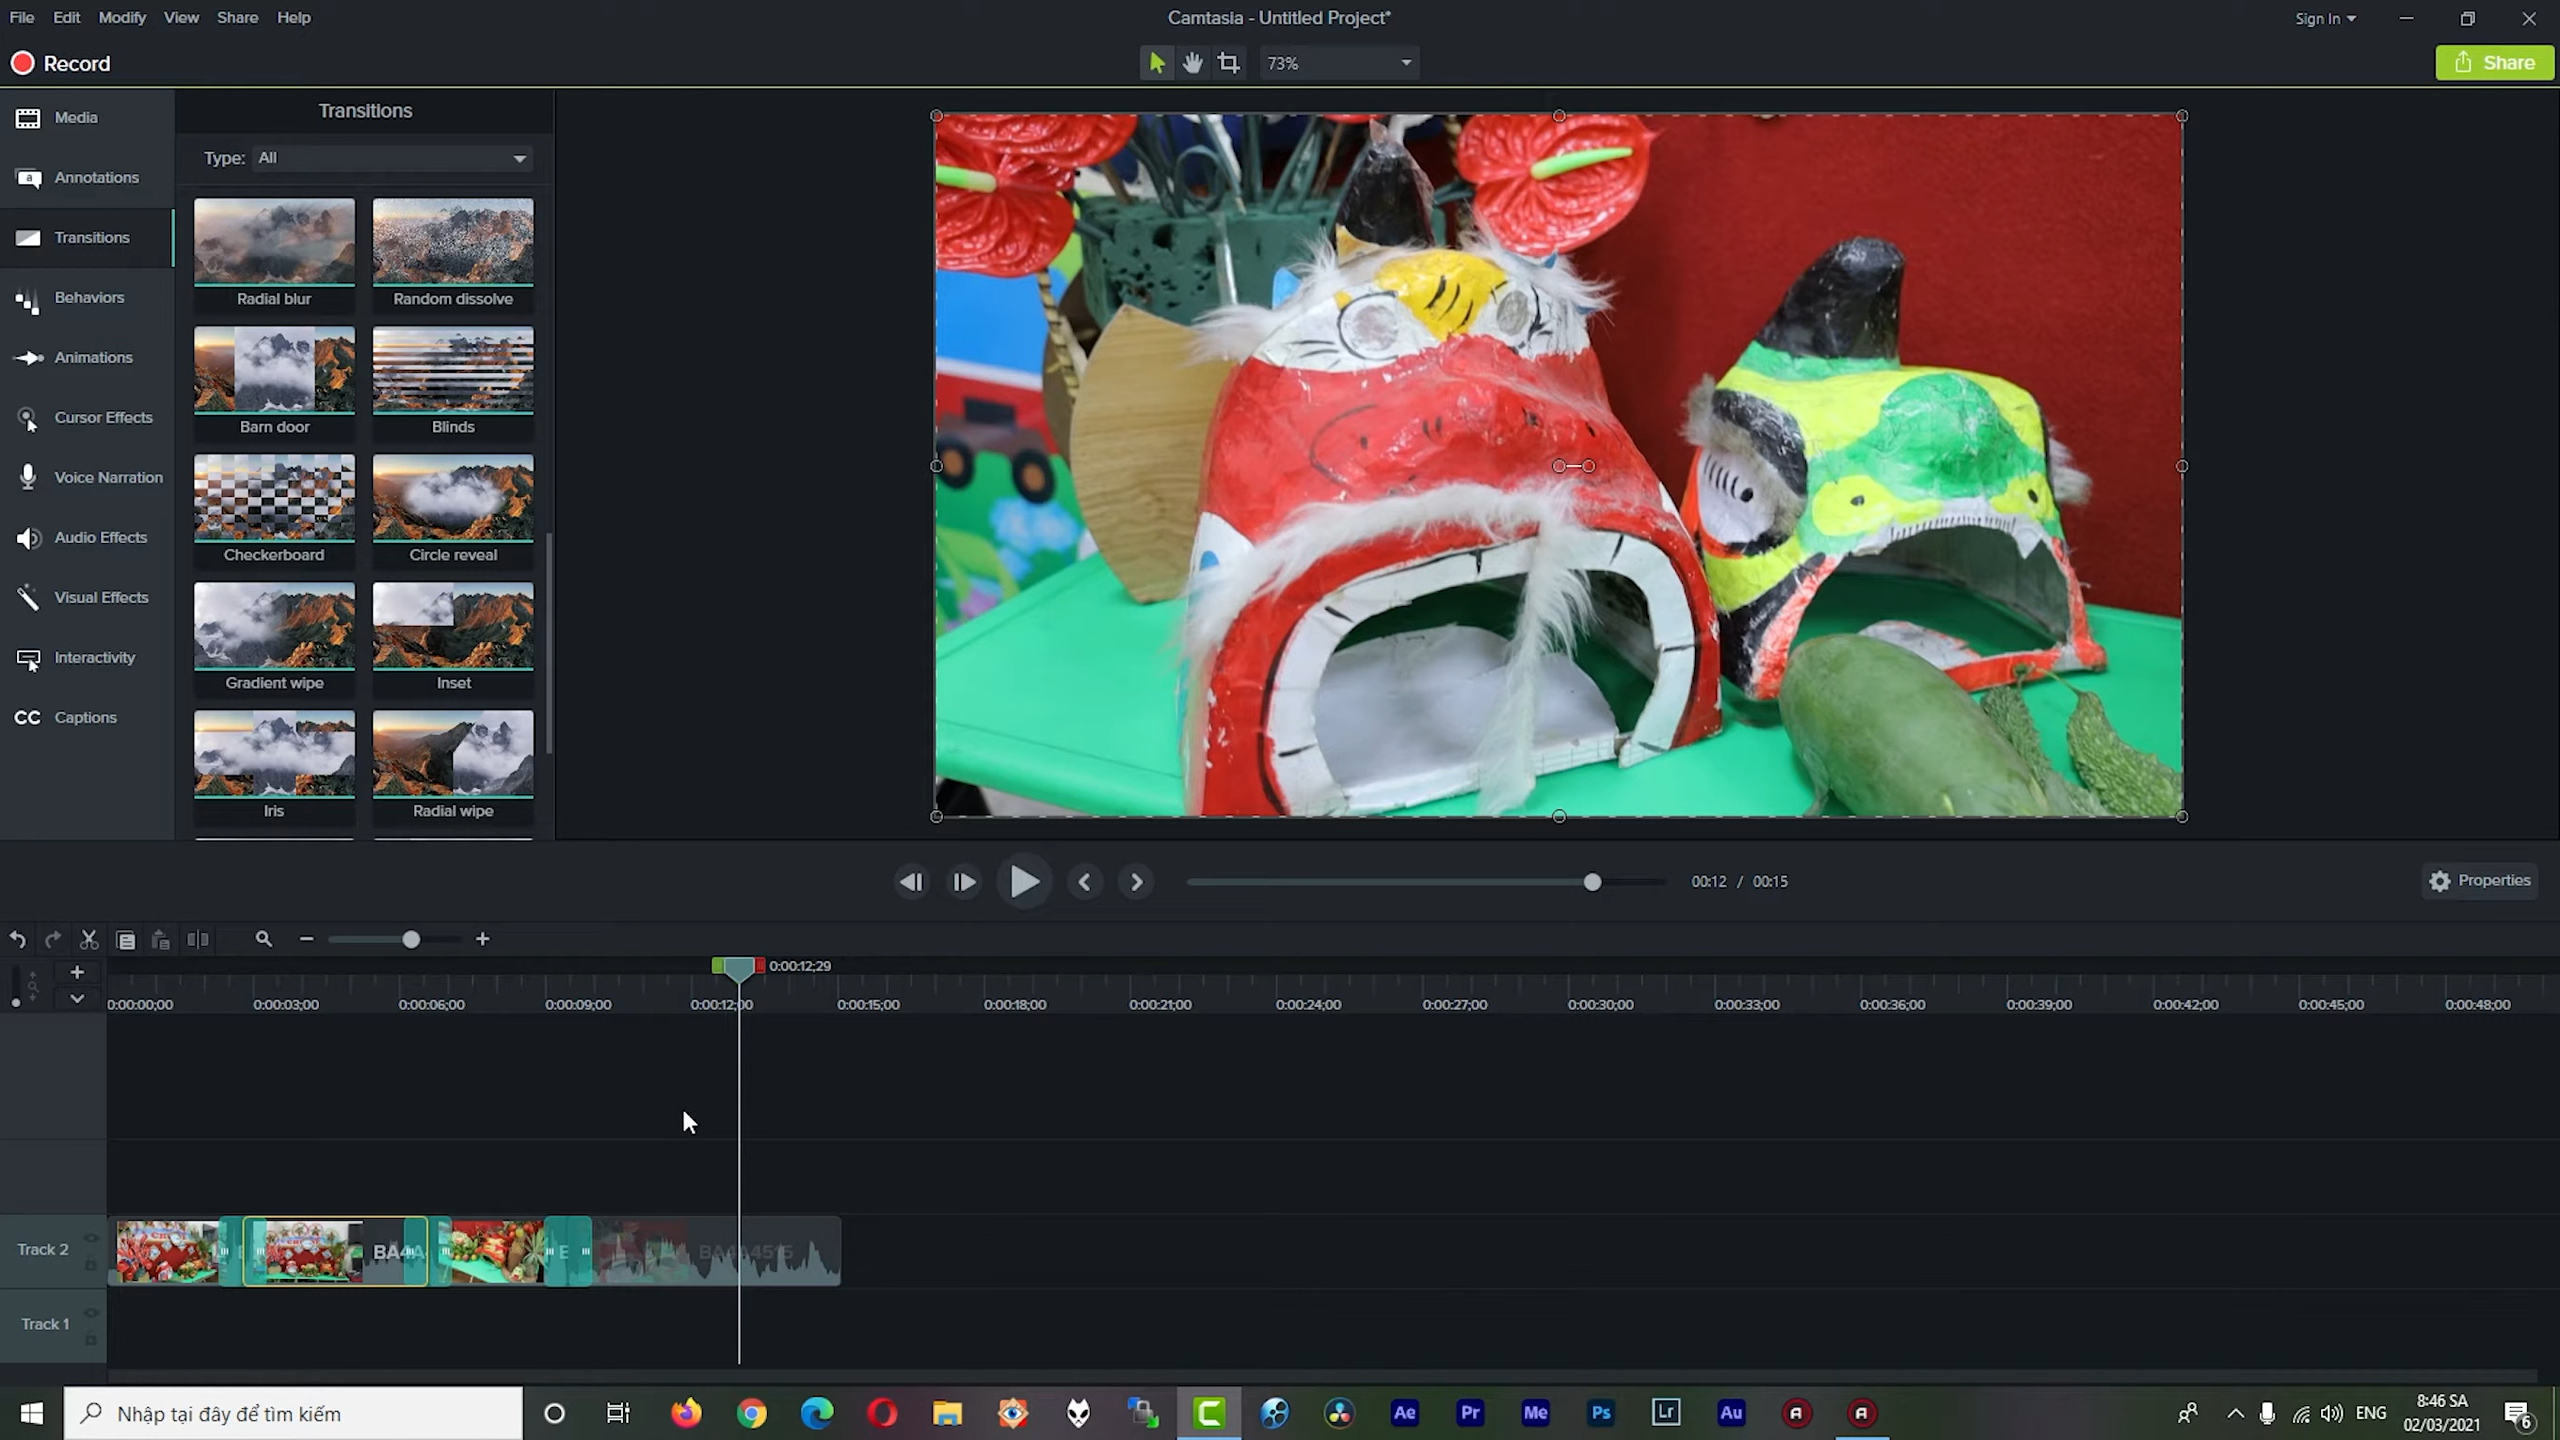 File Edit Modify View Share Help
Camtasia - Untitled Project*
Sign In
Record
73%
Share
Media
Annotations
Transitions
Behaviors
Animations
Cursor Effects
Voice Narration
Audio Effects
Visual Effects
Interactivity
CC Captions
Transitions
Type: All
Radial blur Random dissolve
Barn door Blinds
Checkerboard Circle reveal
Gradient wipe Inset
Iris Radial wipe
00:12 / 00:15
Properties
0:00:12;29
0:00:00;00 0:00:03;00 0:00:06;00 0:00:09;00 0:00:12;00 0:00:15;00 0:00:18;00 0:00:21;00 0:00:24;00 0:00:27;00 0:00:30;00 0:00:33;00 0:00:36;00 0:00:39;00 0:00:42;00 0:00:45;00 0:00:48;00
Track 2
BA4A4515
Track 1
Nhập tại đây để tìm kiếm
Ae Pr Me Ps Lr Au
ENG
8:46 SA
02/03/2021
6